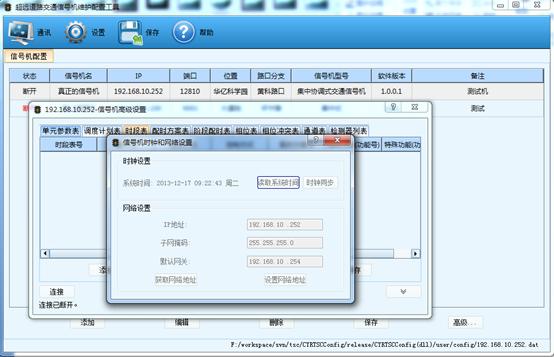 超远道路交通信号机维护配置工具
通讯 设置 保存 帮助
信号机配置
状态 信号机名 IP 端口 位置 路口分支 信号机型号 软件版本 备注
断开 真正的信号机 192.168.10.252 12810 华亿科学园 黄科路口 集中协调式交通信号机 1.0.0.1 测试机
测试
192.168.10.252-信号机高级设置
单元参数表 调度计划表 时段表 配时方案表 阶段配时表 相位表 相位冲突表 通道表 检测器列表
时段表号 功能号) 特殊功能(功能号)
信号机时钟和网络设置
时钟设置
系统时间: 2013-12-17 09:22:43 周二 读取系统时间 时钟同步
网络设置
IP地址: 192.168.10 .252
子网掩码: 255.255.255.0
默认网关: 192.168.10 .254
获取网络地址 设置网络地址
连接
连接已断开。
添加 编辑 删除 保存 高级...
F:/workspace/svn/tsc/CYRTSCConfig/release/CYRTSCConfig(dll)/user/config/192.168.10.252.dat